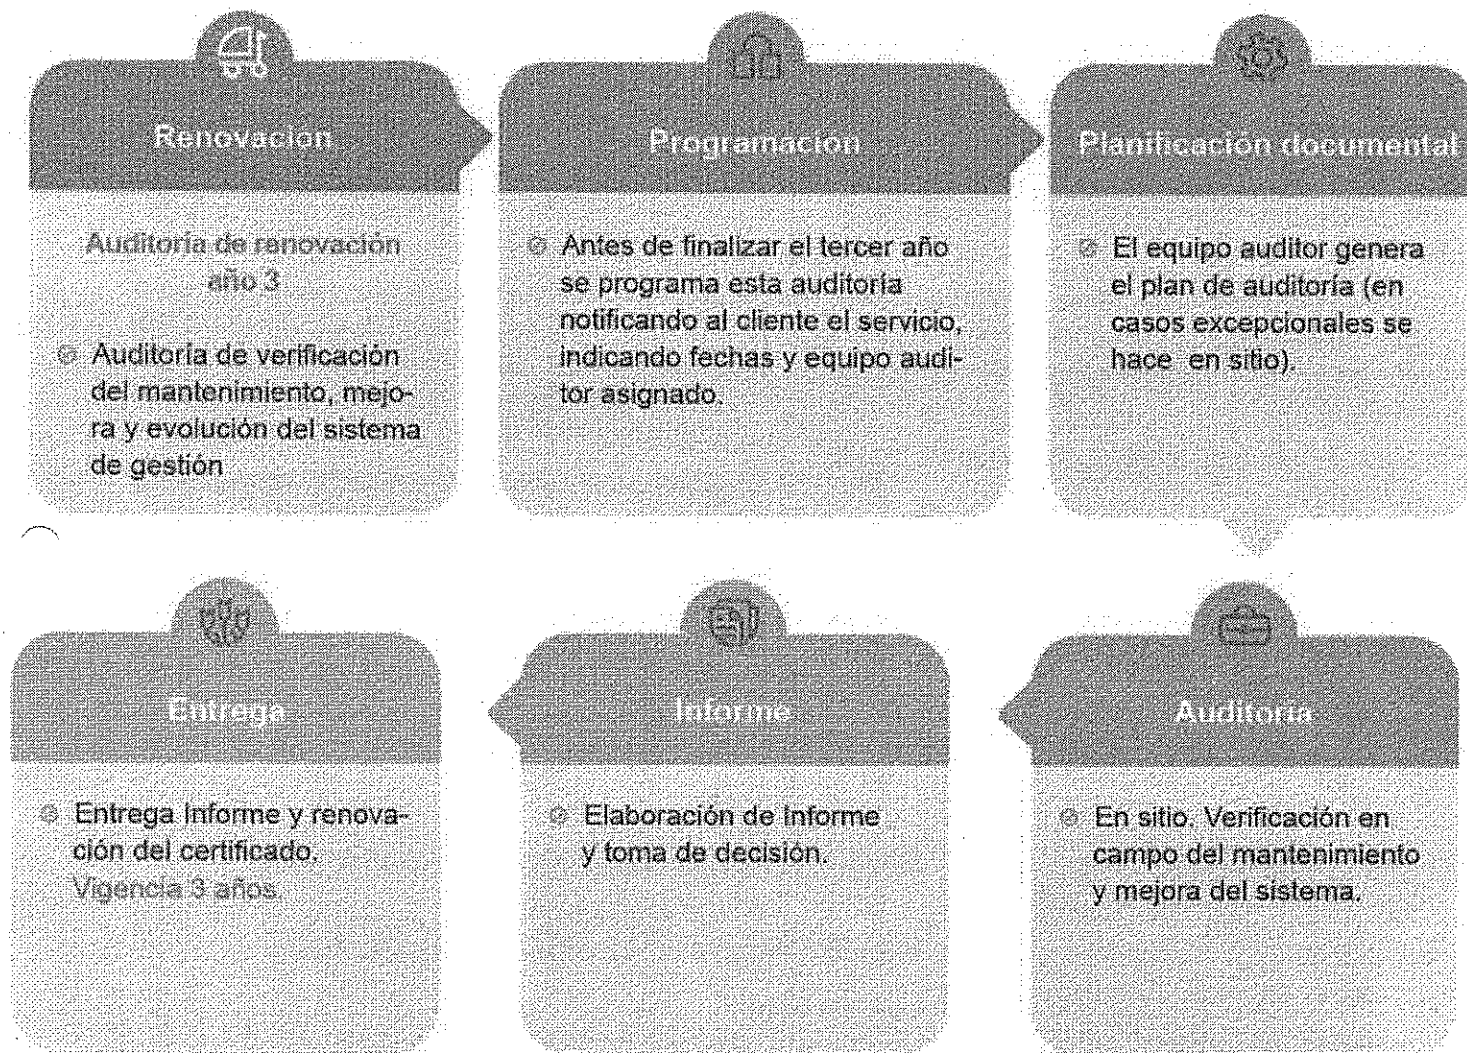 Renovación
Auditoría de renovación
año 3
Auditoría de verificación
del mantenimiento, mejo-
ra y evolución del sistema
de gestión
Programación
Antes de finalizar el tercer año
se programa esta auditoría
notificando al cliente el servicio,
indicando fechas y equipo audi-
tor asignado.
Planificación documental
El equipo auditor genera
el plan de auditoría (en
casos excepcionales se
hace en sitio).
Auditoría
En sitio. Verificación en
campo del mantenimiento
y mejora del sistema.
Informe
Elaboración de Informe
y toma de decisión.
Entrega
Entrega Informe y renova-
ción del certificado.
Vigencia 3 años.